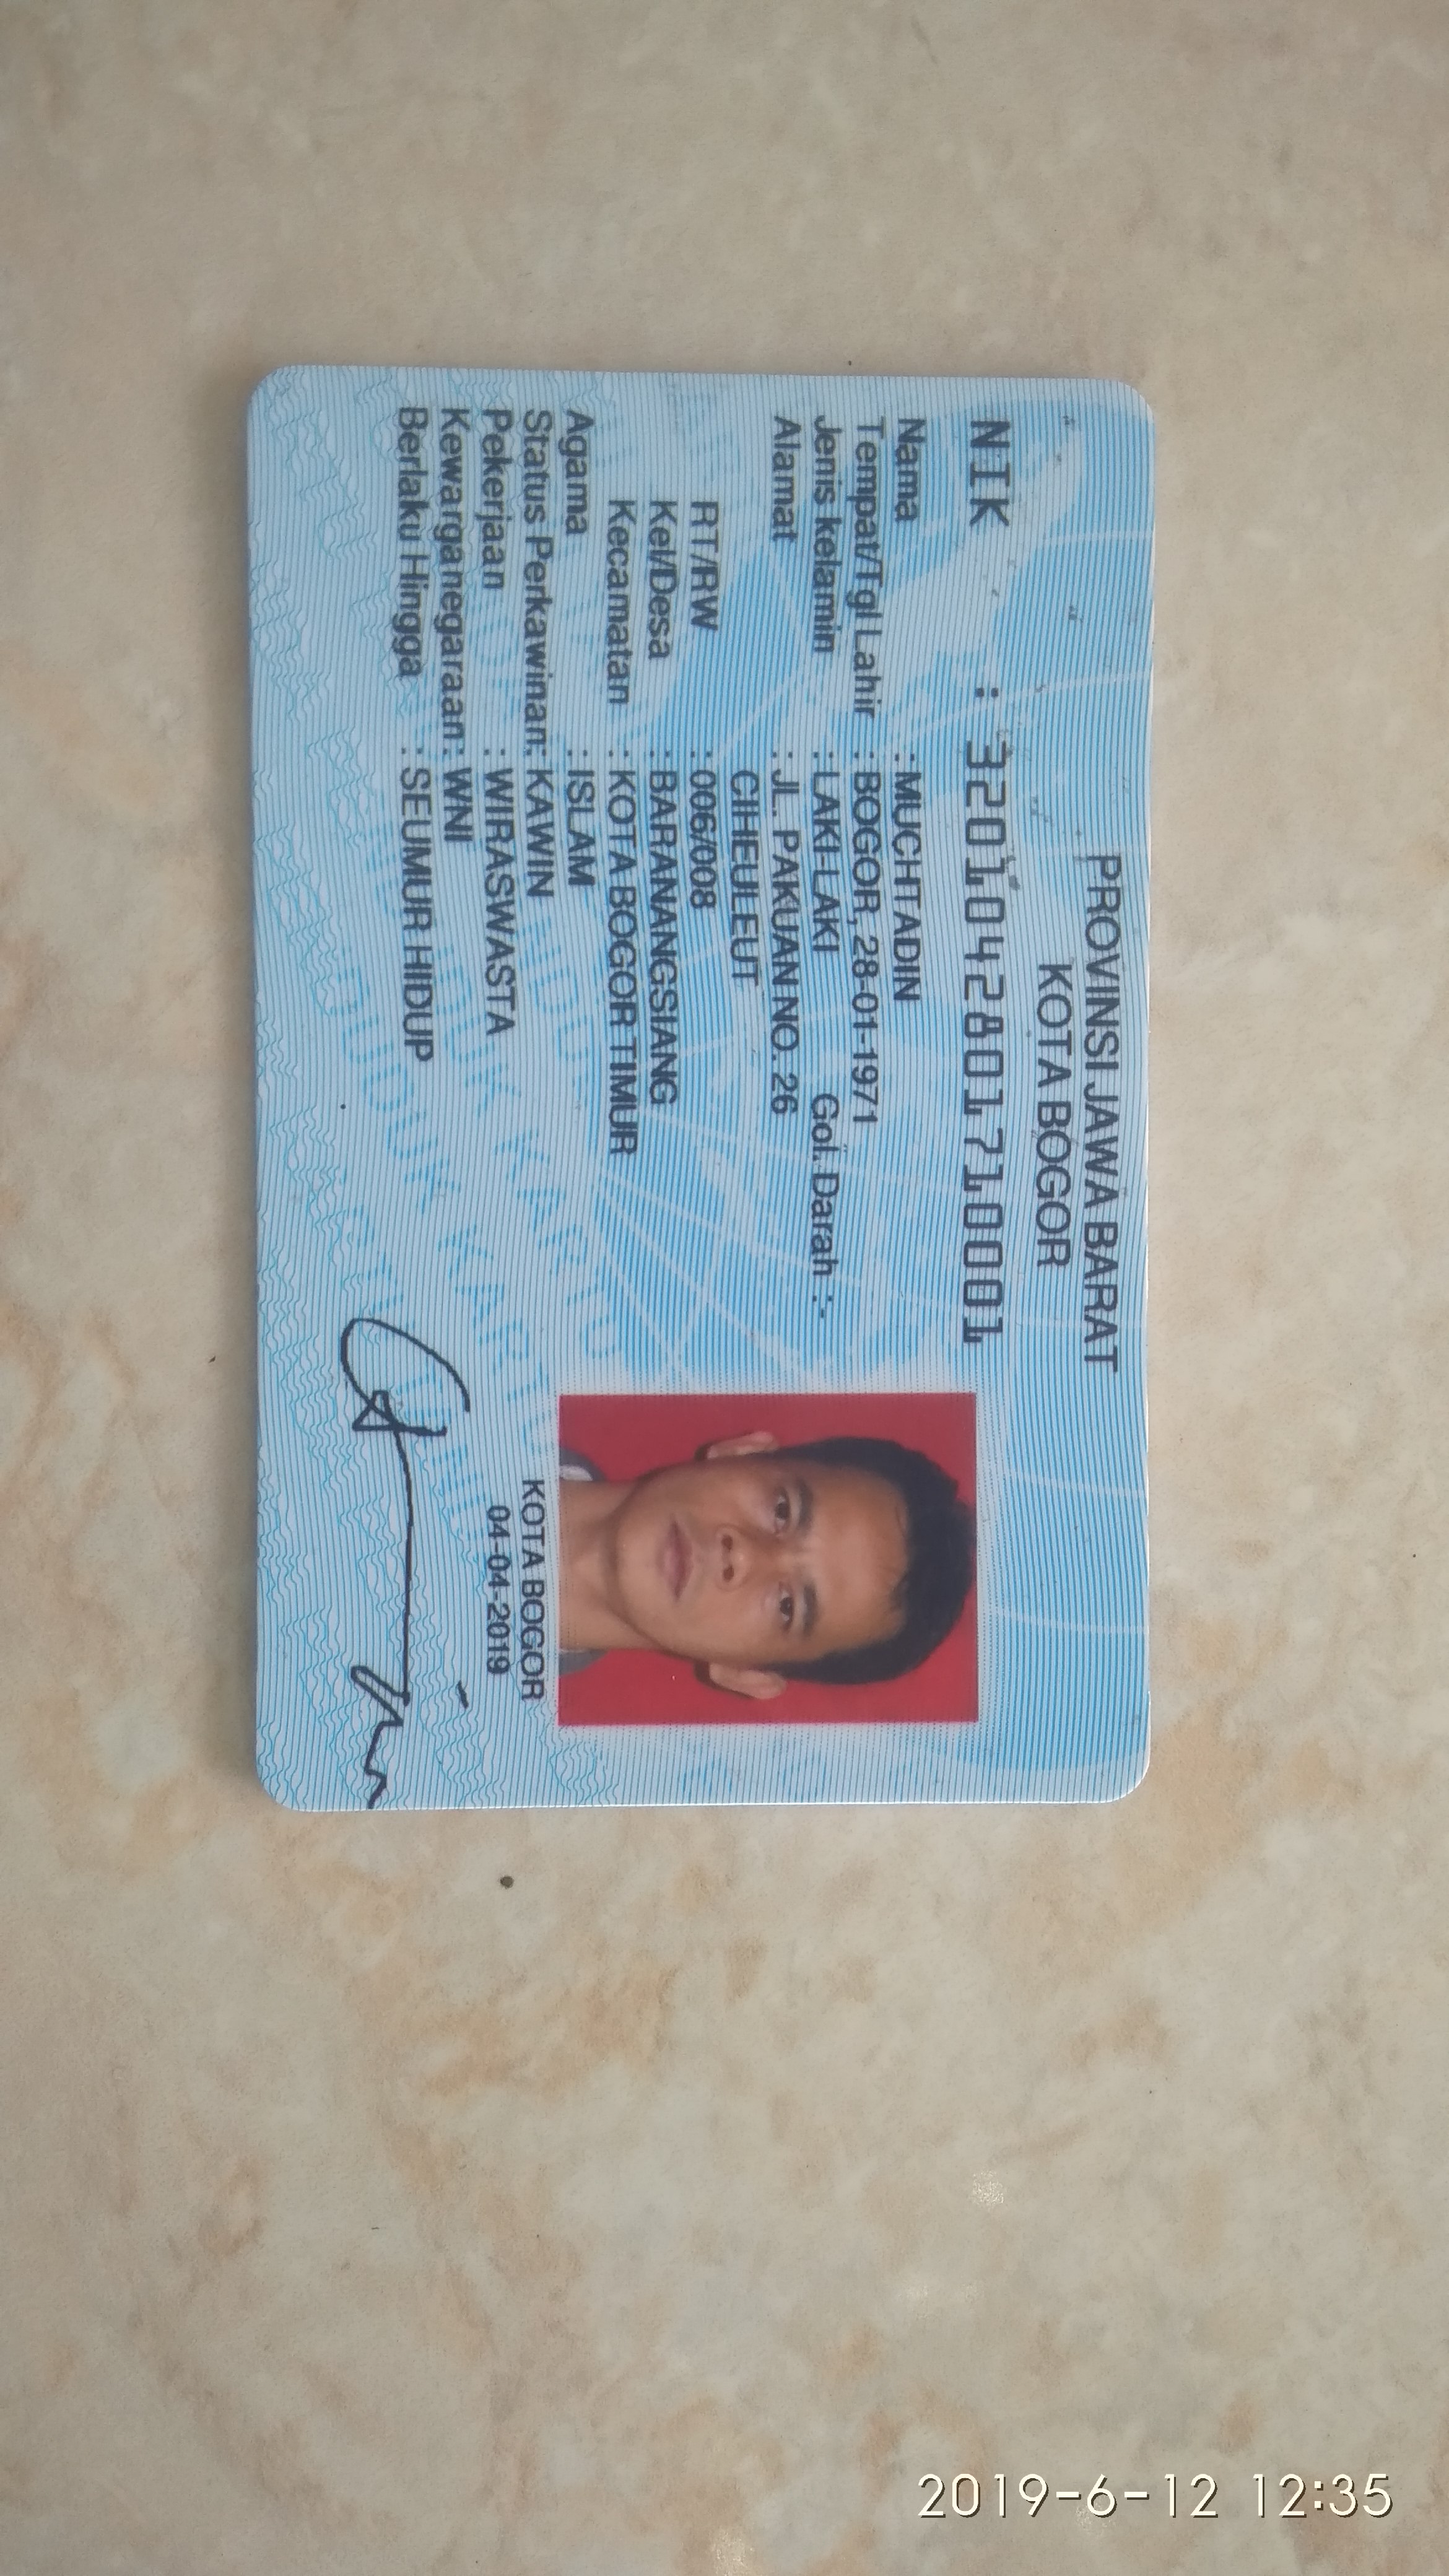 PROVINSI JAWA BARAT
KOTA BOGOR
NIK : 3201042801710001
Nama : MUCHTADIN
Tempat/Tgl Lahir : BOGOR, 28-01-1971
Jenis kelamin : LAKI-LAKI Gol. Darah : -
Alamat : JL. PAKUAN NO. 26
CIHEULEUT
RT/RW : 006/008
Kel/Desa : BARANANGSIANG
Kecamatan : KOTA BOGOR TIMUR
Agama : ISLAM
Status Perkawinan: KAWIN
Pekerjaan : WIRASWASTA
Kewarganegaraan: WNI
Berlaku Hingga : SEUMUR HIDUP
KOTA BOGOR
04-04-2019
2019-6-12 12:35